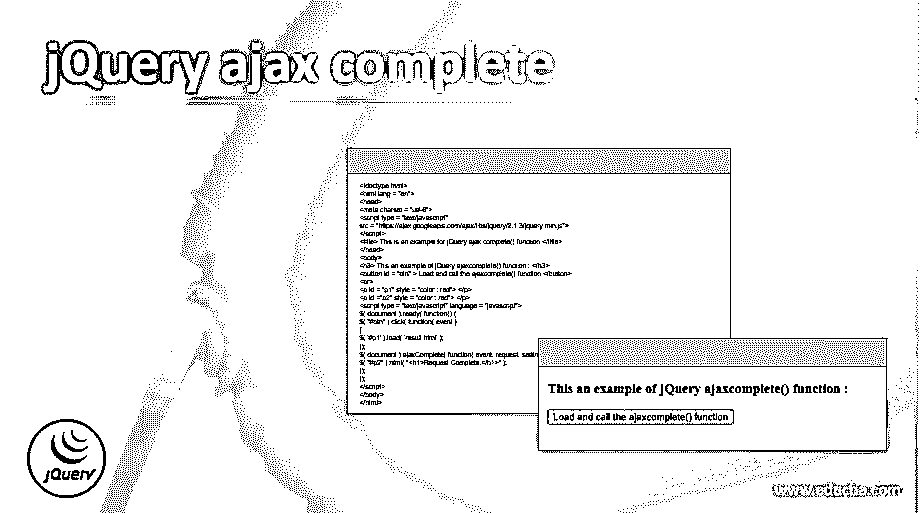 jQuery ajax complete
<!doctype html>
<html lang = "en">
<head>
<meta charset = "utf-8">
<script type = "text/javascript"
src = "https://ajax.googleapis.com/ajax/libs/jquery/2.1.3/jquery.min.js">
</script>
<title> This is an example for jQuery ajax complete() function </title>
</head>
<body>
<h3> This an example of jQuery ajaxcomplete() function : </h3>
<button id = "btn" > Load and call the ajaxcomplete() function </button>
<br>
<p id = "p1" style = "color : red"> </p>
<p id ="p2" style = "color : red"> </p>
<script type = "text/javascript" language = "javascript">
$( document ).ready( function() {
$( "#btn" ).click( function( event )
{
$( '#p1' ).load( 'result.html' );
});
$( document ).ajaxComplete( function( event, request,
$( "#p2" ).html( "<h1>Request Complete.</h1>" );
});
});
</script>
</body>
</html>
This an example of jQuery ajaxcomplete() function :
Load and call the ajaxcomplete() function
jQuery
www.educba.com